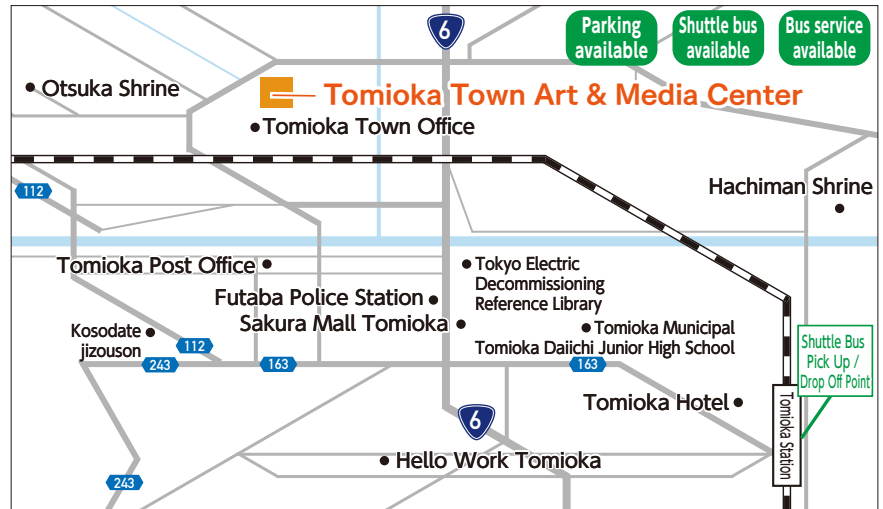 6
Parking
available
Shuttle bus
available
Bus service
available
Otsuka Shrine
Tomioka Town Art & Media Center
Tomioka Town Office
112
Hachiman Shrine
Tomioka Post Office
Tokyo Electric
Decommissioning
Reference Library
Futaba Police Station
Sakura Mall Tomioka
Kosodate
jizouson
112
Tomioka Municipal
Tomioka Daiichi Junior High School
243
163
163
Shuttle Bus
Pick Up /
Drop Off Point
Tomioka Hotel
Tomioka Station
6
Hello Work Tomioka
243